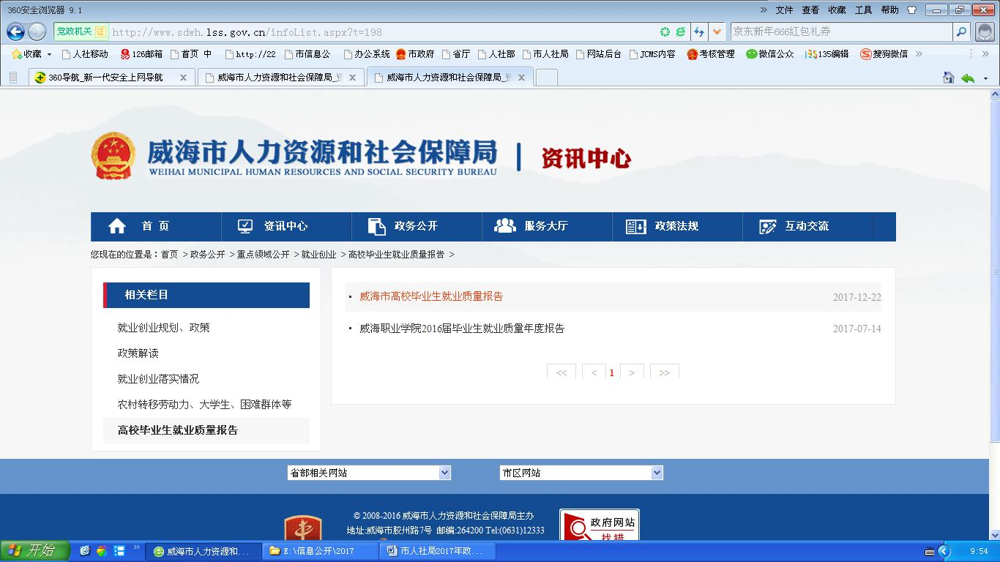 360安全浏览器 9.1
» 文件 查看 收藏 工具 帮助
党政机关 证 http://www.sdwh.lss.gov.cn/infoList.aspx?t=198 京东新年666红包礼券
收藏 人社移动 126邮箱 首页 中 http://22 市信息公 办公系统 市政府 省厅 人社部 市人社局 网站后台 JCMS内容 考核管理 微信公众 135编辑 搜狗微信 » »
360导航_新一代安全上网导航 威海市人力资源和社会保障局_ 威海市人力资源和社会保障局_
威海市人力资源和社会保障局 | 资讯中心
WEIHAI MUNICIPAL HUMAN RESOURCES AND SOCIAL SECURITY BUREAU
首 页 资讯中心 政务公开 服务大厅 政策法规 互动交流
您现在的位置是：首页 >政务公开 >重点领域公开 >就业创业 >高校毕业生就业质量报告 >
相关栏目
就业创业规划、政策
政策解读
就业创业落实情况
农村转移劳动力、大学生、困难群体等
高校毕业生就业质量报告
· 威海市高校毕业生就业质量报告 2017-12-22
· 威海职业学院2016届毕业生就业质量年度报告 2017-07-14
<< < 1 > >>
省部相关网站 市区网站
© 2008-2016 威海市人力资源和社会保障局主办
地址:威海市胶州路7号 邮编:264200 Tel:(0631)12333
政府网站
找错
开始 » 威海市人力资源和... E:\信息公开\2017 市人社局2017年政... 9:54